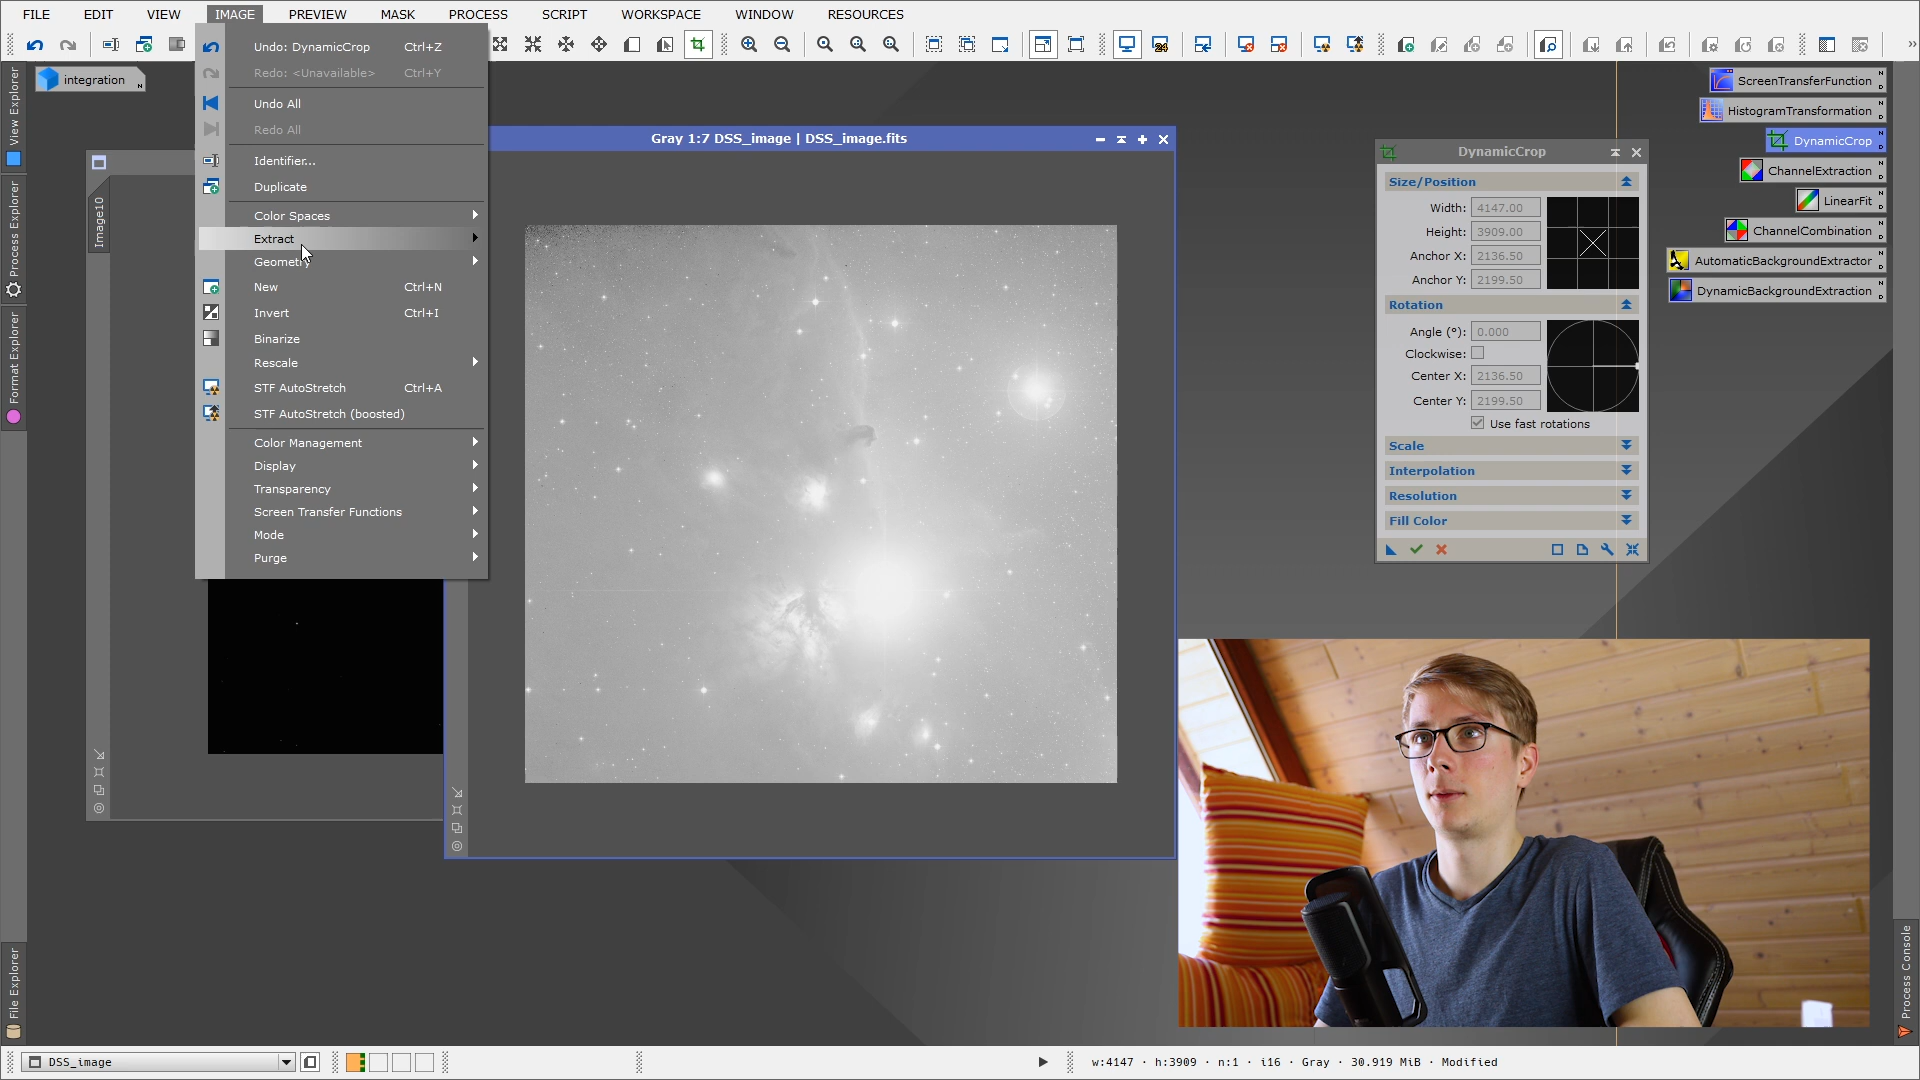 FILE EDIT VIEW IMAGE PREVIEW MASK PROCESS SCRIPT WORKSPACE WINDOW RESOURCES
24
»
View Explorer
Process Explorer
Format Explorer
File Explorer
integration
N
Image10
Undo: DynamicCrop Ctrl+Z
Redo: <Unavailable> Ctrl+Y
Undo All
Redo All
Identifier...
Duplicate
Color Spaces
Extract
Geometry
New Ctrl+N
Invert Ctrl+I
Binarize
Rescale
STF AutoStretch Ctrl+A
STF AutoStretch (boosted)
Color Management
Display
Transparency
Screen Transfer Functions
Mode
Purge
Gray 1:7 DSS_image | DSS_image.fits
DynamicCrop
Size/Position
Width: 4147.00
Height: 3909.00
Anchor X: 2136.50
Anchor Y: 2199.50
Rotation
Angle (°): 0.000
Clockwise:
Center X: 2136.50
Center Y: 2199.50
Use fast rotations
Scale
Interpolation
Resolution
Fill Color
ScreenTransferFunction N D
HistogramTransformation N D
DynamicCrop N D
ChannelExtraction N D
LinearFit N D
ChannelCombination N D
AutomaticBackgroundExtractor N D
DynamicBackgroundExtraction N D
Process Console
DSS_image
w:4147 · h:3909 · n:1 · i16 · Gray · 30.919 MiB · Modified